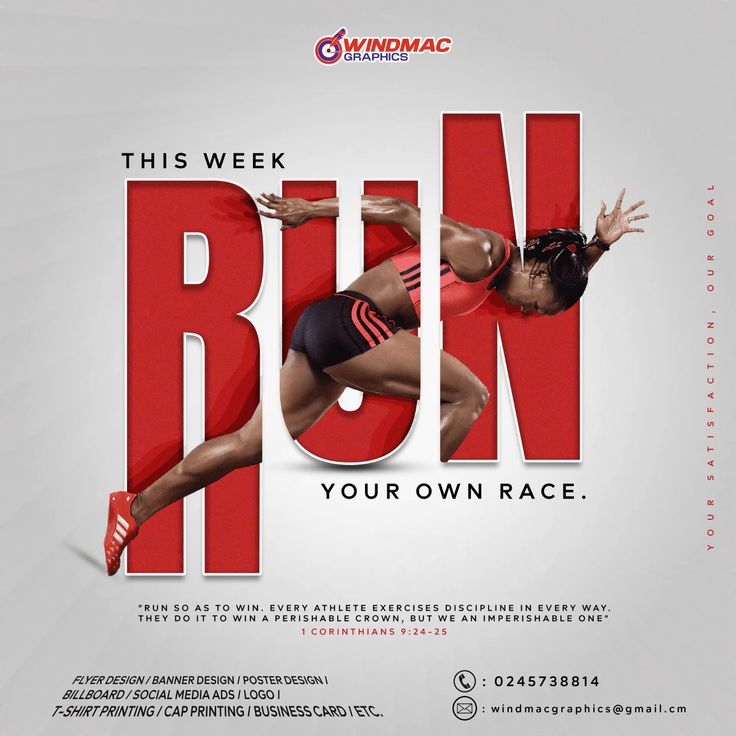 WINDMAC
GRAPHICS
THIS WEEK
RUN
YOUR OWN RACE.
YOUR SATISFACTION, OUR GOAL
"RUN SO AS TO WIN. EVERY ATHLETE EXERCISES DISCIPLINE IN EVERY WAY.
THEY DO IT TO WIN A PERISHABLE CROWN, BUT WE AN IMPERISHABLE ONE"
1 CORINTHIANS 9:24-25
FLYER DESIGN / BANNER DESIGN / POSTER DESIGN /
BILLBOARD / SOCIAL MEDIA ADS / LOGO /
T-SHIRT PRINTING / CAP PRINTING / BUSINESS CARD / ETC.
: 0245738814
: windmacgraphics@gmail.cm